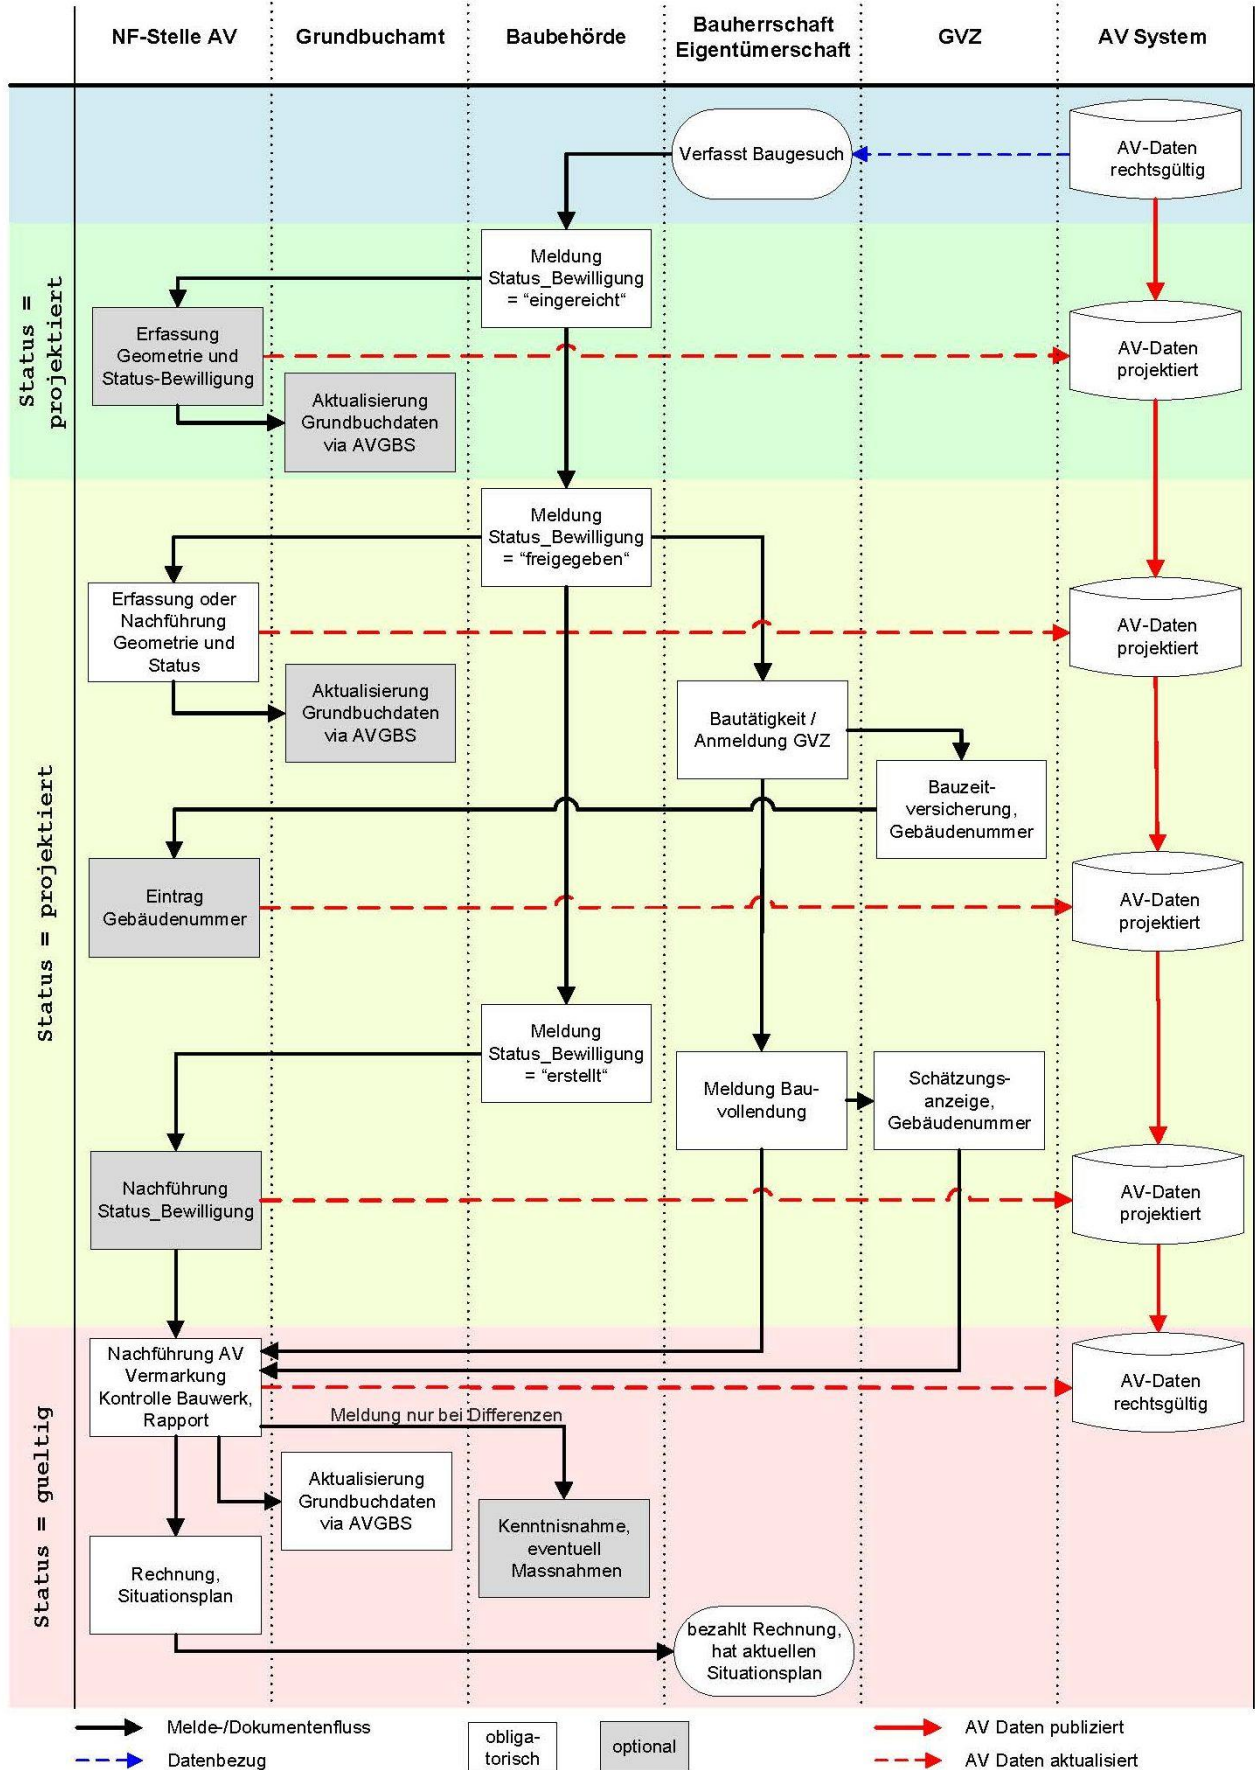 NF-Stelle AV
Grundbuchamt
Baubehörde
Bauherrschaft
Eigentümerschaft
GVZ
AV System
Verfasst Baugesuch
AV-Daten
rechtsgültig
Status =
projektiert
Meldung
Status_Bewilligung
= “eingereicht“
Erfassung
Geometrie und
Status-Bewilligung
AV-Daten
projektiert
Aktualisierung
Grundbuchdaten
via AVGBS
Status = projektiert
Meldung
Status_Bewilligung
= “freigegeben“
Erfassung oder
Nachführung
Geometrie und
Status
AV-Daten
projektiert
Aktualisierung
Grundbuchdaten
via AVGBS
Bautätigkeit /
Anmeldung GVZ
Bauzeit-
versicherung,
Gebäudenummer
Eintrag
Gebäudenummer
AV-Daten
projektiert
Meldung
Status_Bewilligung
= “erstellt“
Meldung Bau-
vollendung
Schätzungs-
anzeige,
Gebäudenummer
Nachführung
Status_Bewilligung
AV-Daten
projektiert
Status = gueltig
Nachführung AV
Vermarkung
Kontrolle Bauwerk,
Rapport
AV-Daten
rechtsgültig
Meldung nur bei Differenzen
Aktualisierung
Grundbuchdaten
via AVGBS
Kenntnisnahme,
eventuell
Massnahmen
Rechnung,
Situationsplan
bezahlt Rechnung,
hat aktuellen
Situationsplan
Melde-/Dokumentenfluss
Datenbezug
obliga-
torisch
optional
AV Daten publiziert
AV Daten aktualisiert